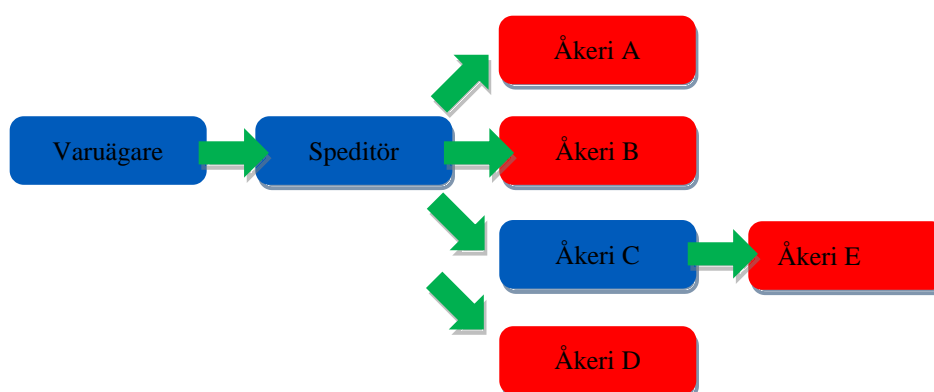 Åkeri A
Varuägare
Speditör
Åkeri B
Åkeri C
Åkeri E
Åkeri D